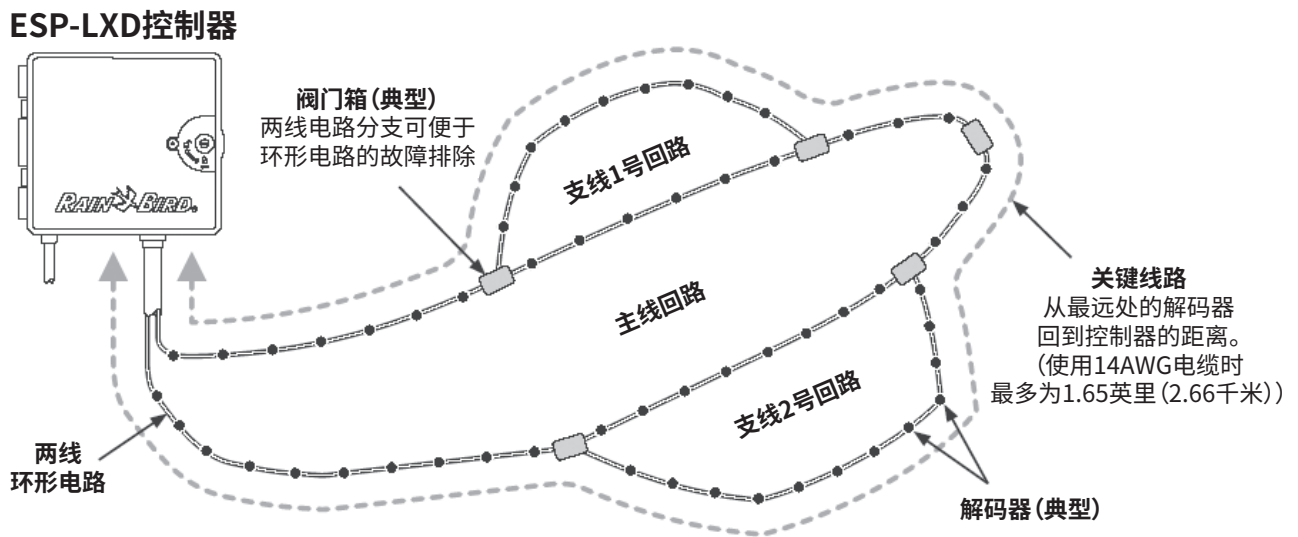 ESP-LXD控制器
阀门箱（典型）
两线电路分支可便于
环形电路的故障排除
RAIN BIRD
支线1号回路
主线回路
关键线路
从最远处的解码器
回到控制器的距离。
（使用14AWG电缆时
最多为1.65英里（2.66千米））
支线2号回路
两线
环形电路
解码器（典型）